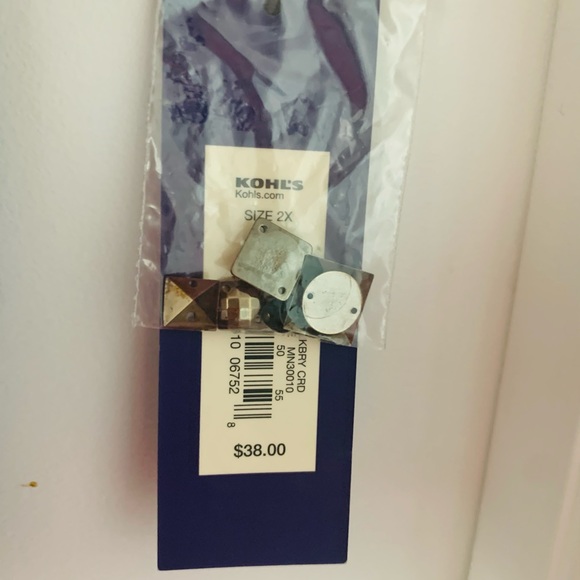 KOHL'S
Kohls.com
SIZE 2X
KBRY CRD
MN30010
50 55
10 06752 8
$38.00